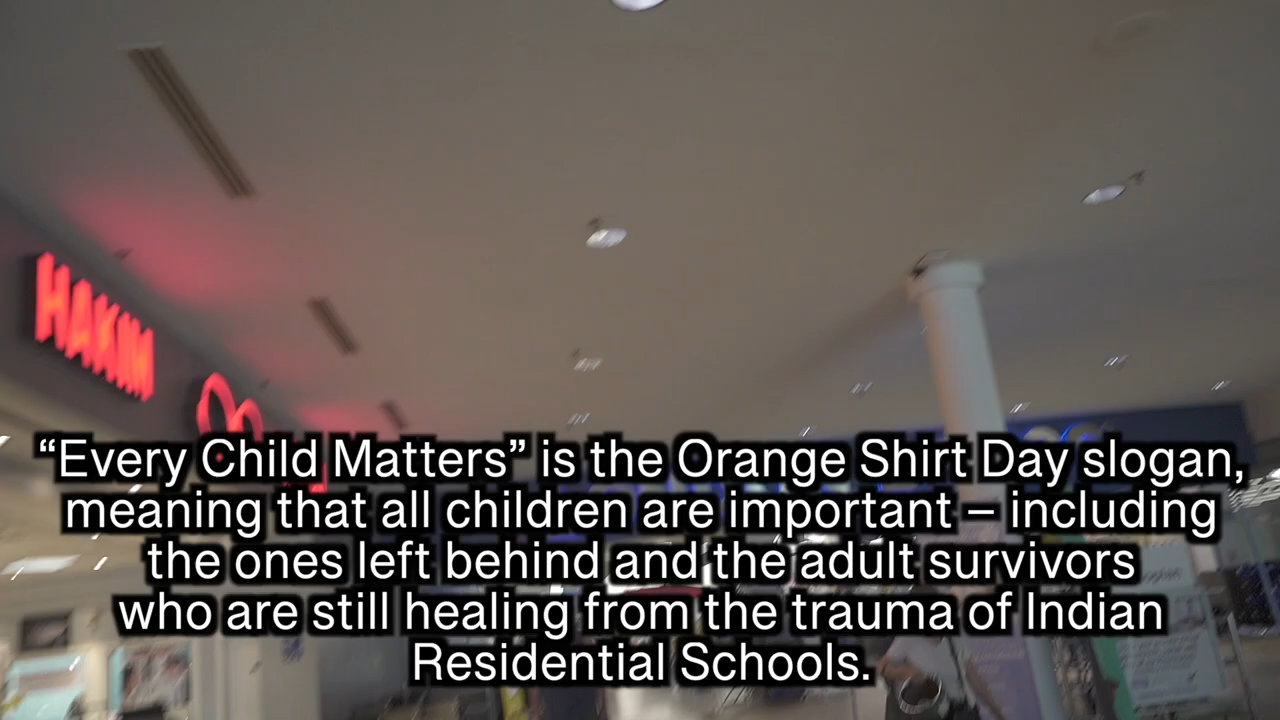 HAKIM
“Every Child Matters” is the Orange Shirt Day slogan,
meaning that all children are important – including
the ones left behind and the adult survivors
who are still healing from the trauma of Indian
Residential Schools.